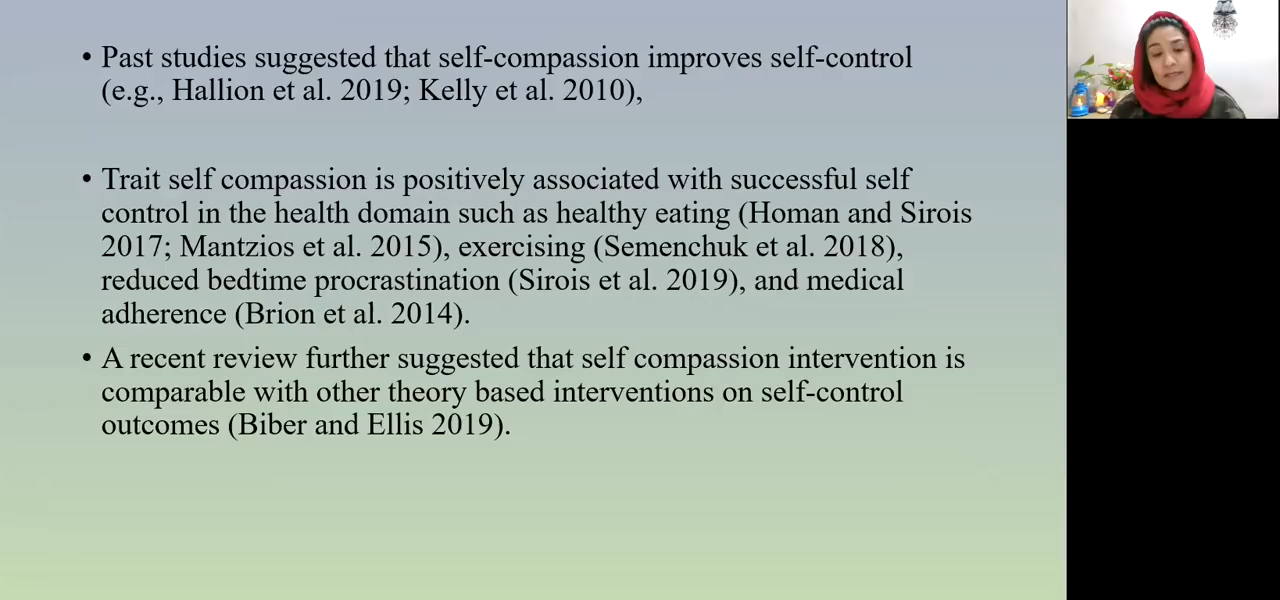 • Past studies suggested that self-compassion improves self-control
(e.g., Hallion et al. 2019; Kelly et al. 2010),
• Trait self compassion is positively associated with successful self
control in the health domain such as healthy eating (Homan and Sirois
2017; Mantzios et al. 2015), exercising (Semenchuk et al. 2018),
reduced bedtime procrastination (Sirois et al. 2019), and medical
adherence (Brion et al. 2014).
• A recent review further suggested that self compassion intervention is
comparable with other theory based interventions on self-control
outcomes (Biber and Ellis 2019).